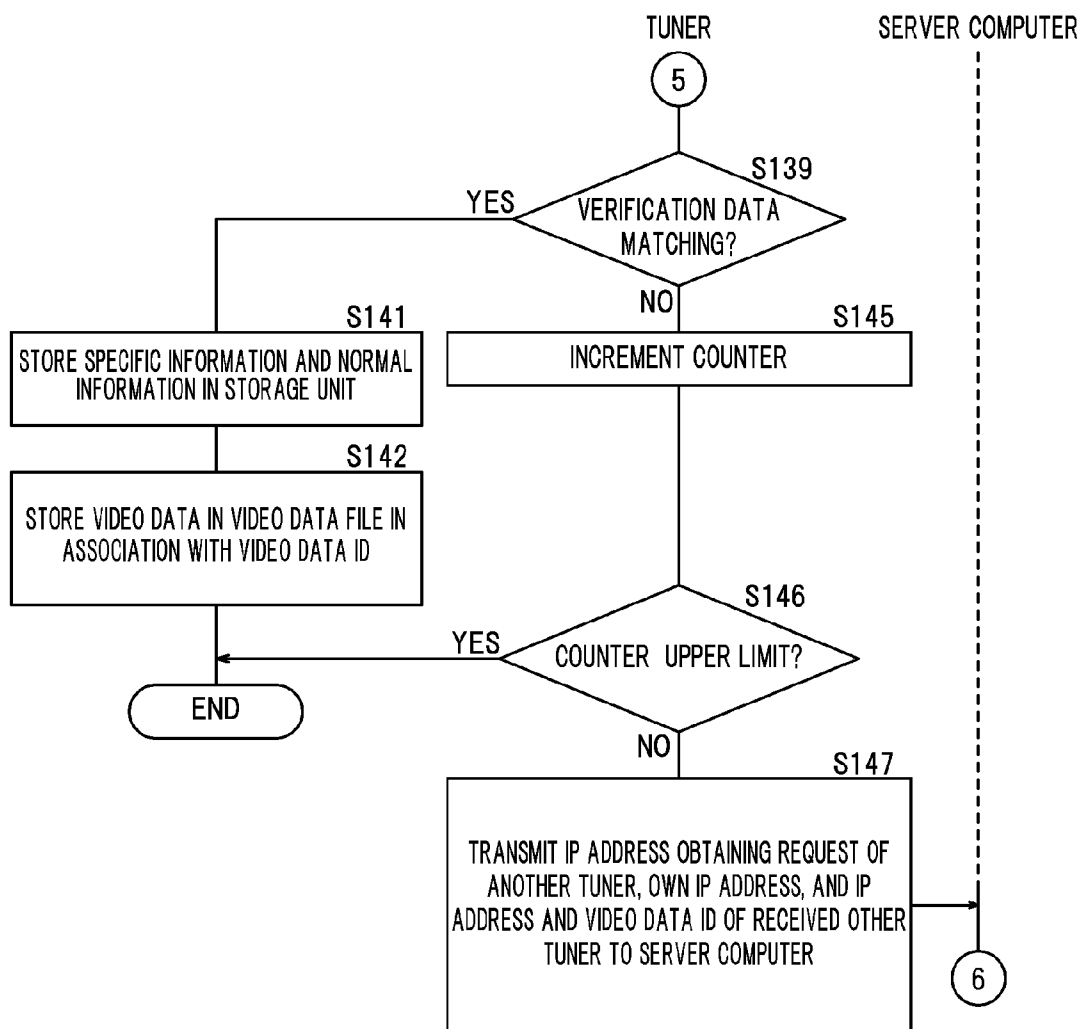 TUNER
SERVER COMPUTER
5
S139
YES
VERIFICATION DATA
MATCHING?
NO
S141
S145
STORE SPECIFIC INFORMATION AND NORMAL
INFORMATION IN STORAGE UNIT
INCREMENT COUNTER
S142
STORE VIDEO DATA IN VIDEO DATA FILE IN
ASSOCIATION WITH VIDEO DATA ID
S146
YES
COUNTER UPPER LIMIT?
END
NO
S147
TRANSMIT IP ADDRESS OBTAINING REQUEST OF
ANOTHER TUNER, OWN IP ADDRESS, AND IP
ADDRESS AND VIDEO DATA ID OF RECEIVED OTHER
TUNER TO SERVER COMPUTER
6